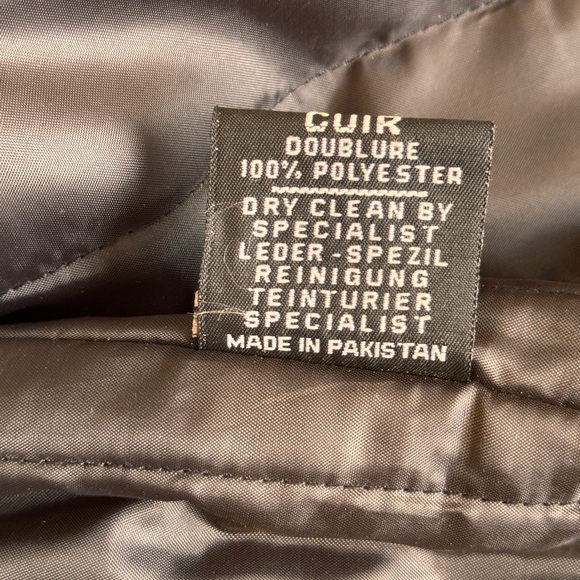 CUIR
DOUBLURE
100% POLYESTER
DRY CLEAN BY
SPECIALIST
LEDER-SPEZIL
REINIGUNG
TEINTURIER
SPECIALIST
MADE IN PAKISTAN